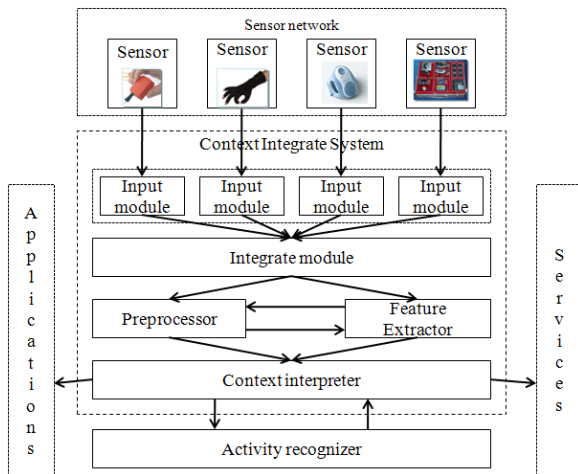 Sensor network
Sensor
Sensor
Sensor
Sensor
Context Integrate System
Input
module
Input
module
Input
module
Input
module
Integrate module
Preprocessor
Feature
Extractor
Context interpreter
Activity recognizer
Applications
Services